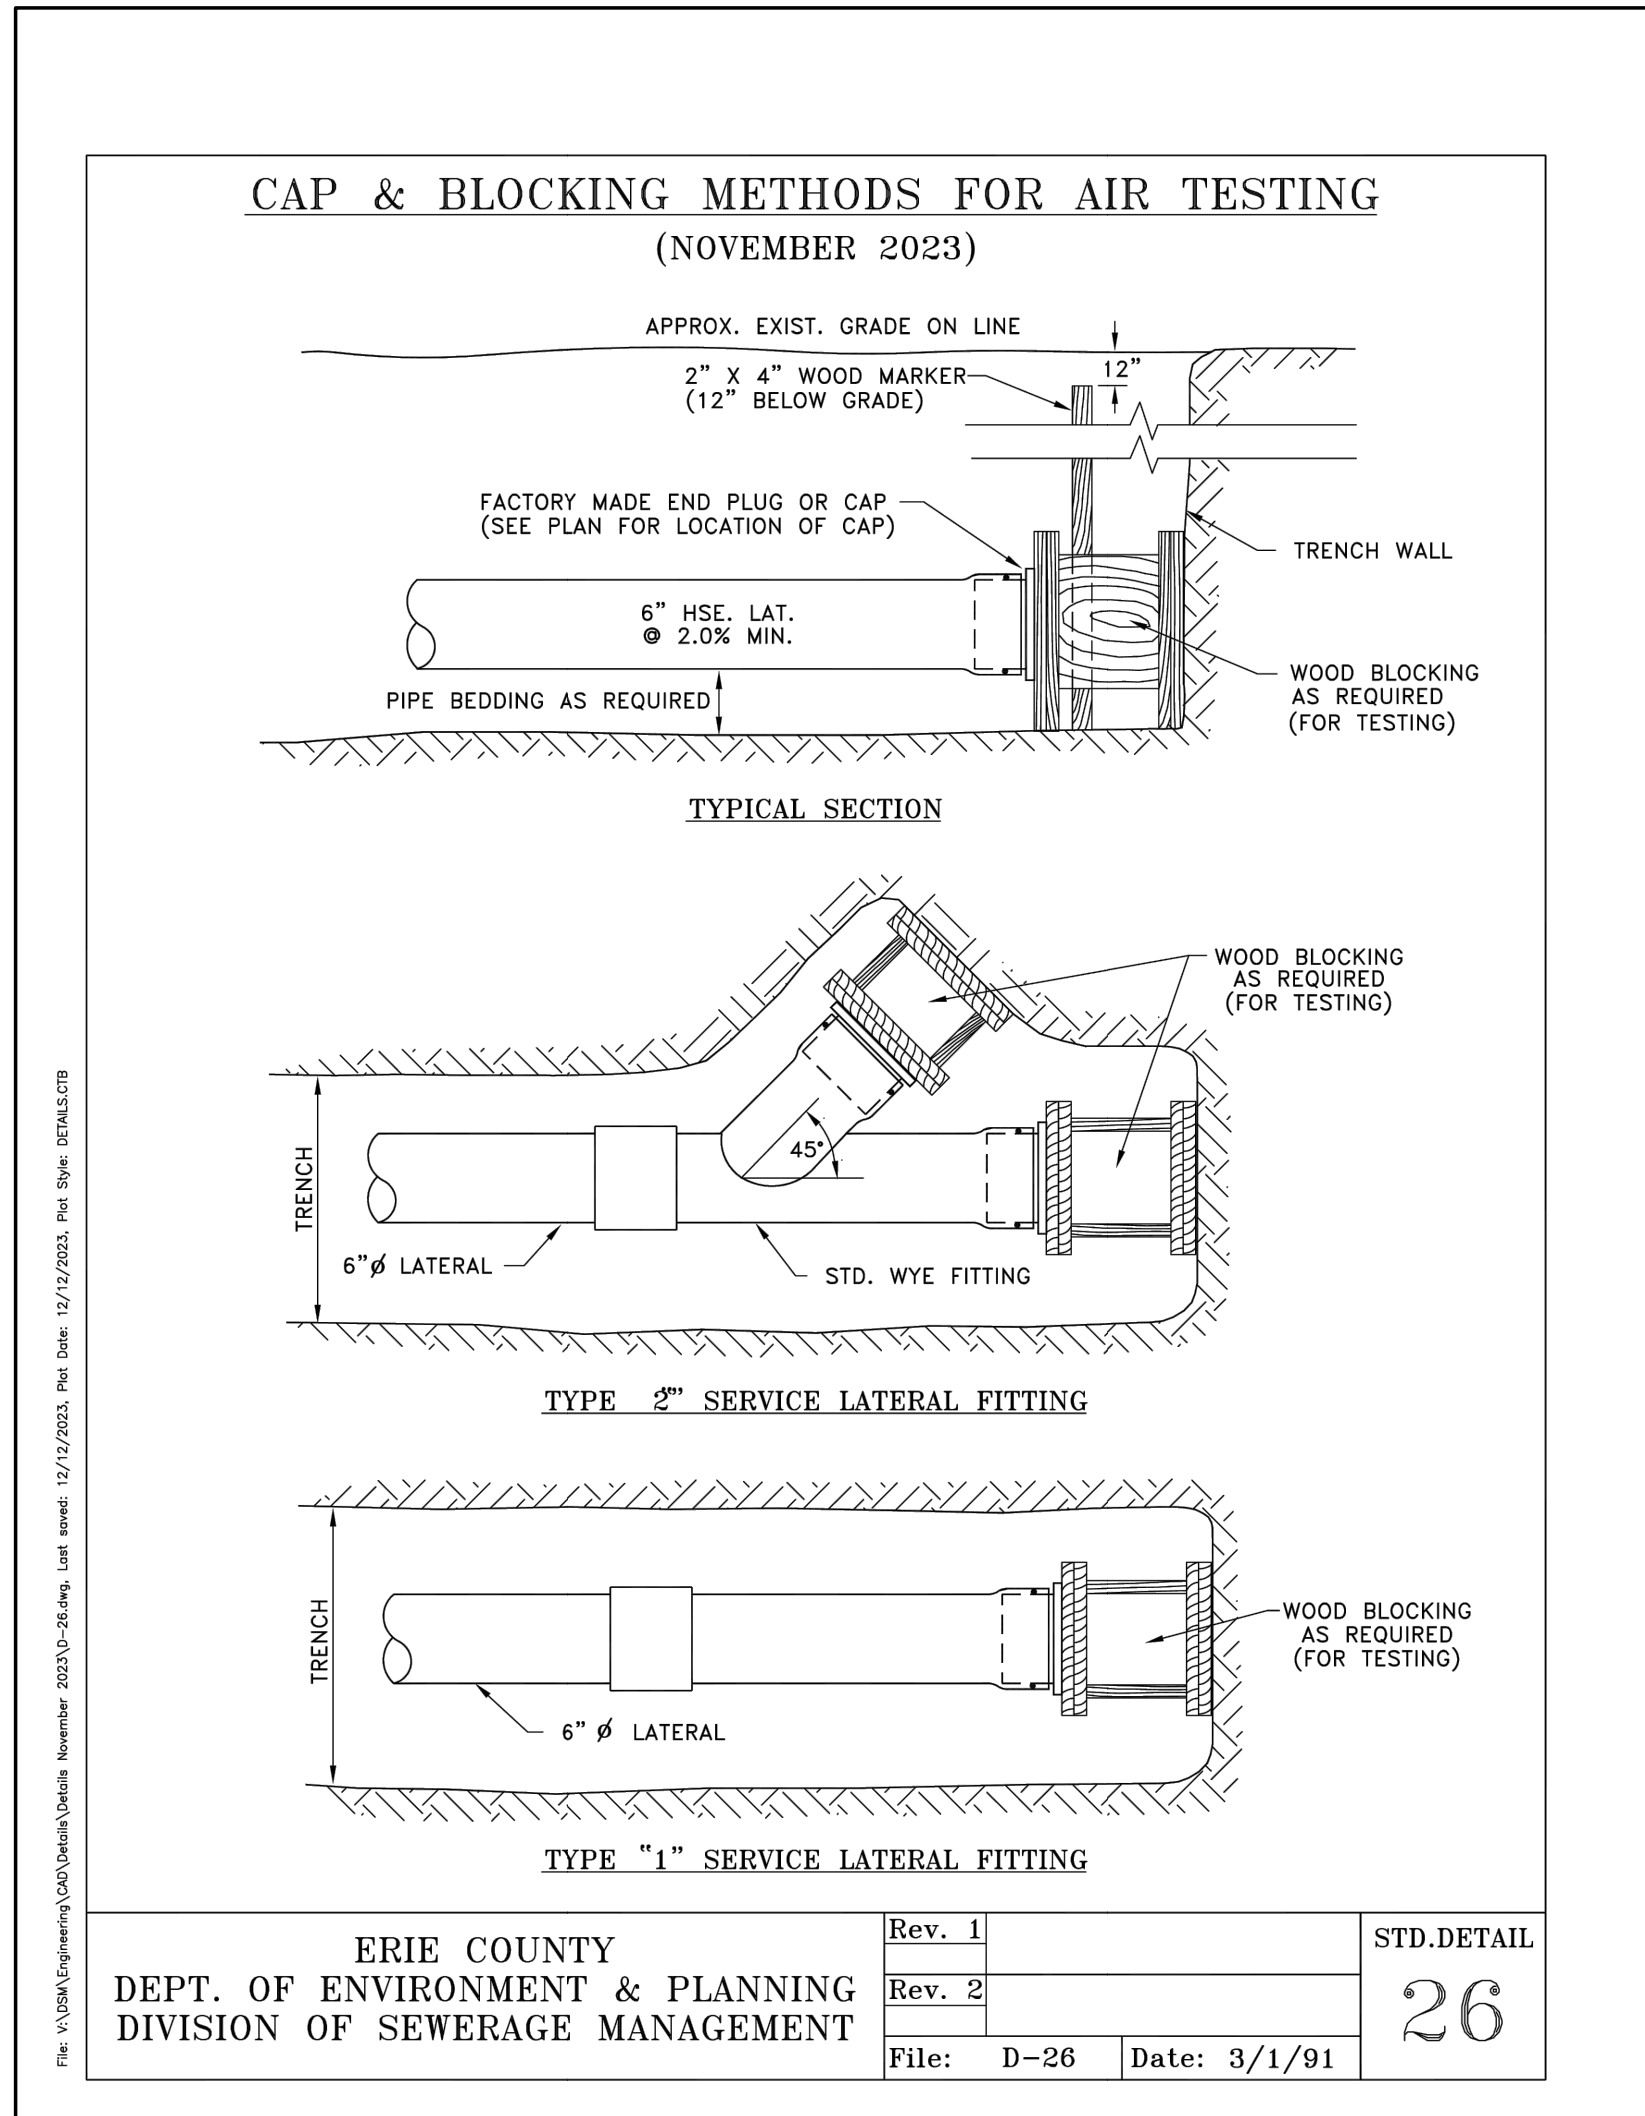 CAP & BLOCKING METHODS FOR AIR TESTING
(NOVEMBER 2023)
APPROX. EXIST. GRADE ON LINE
12”
2” X 4” WOOD MARKER
(12” BELOW GRADE)
FACTORY MADE END PLUG OR CAP
(SEE PLAN FOR LOCATION OF CAP)
TRENCH WALL
6” HSE. LAT.
@ 2.0% MIN.
WOOD BLOCKING
AS REQUIRED
(FOR TESTING)
PIPE BEDDING AS REQUIRED
TYPICAL SECTION
WOOD BLOCKING
AS REQUIRED
(FOR TESTING)
45°
TRENCH
6”ø LATERAL
STD. WYE FITTING
TYPE “2” SERVICE LATERAL FITTING
TRENCH
WOOD BLOCKING
AS REQUIRED
(FOR TESTING)
6” ø LATERAL
TYPE “1” SERVICE LATERAL FITTING
ERIE COUNTY
DEPT. OF ENVIRONMENT & PLANNING
DIVISION OF SEWERAGE MANAGEMENT
Rev. 1
Rev. 2
File: D-26
Date: 3/1/91
STD.DETAIL
26
File: V:\DSM\Engineering\CAD\Details\Details November 2023\D-26.dwg, Last saved: 12/12/2023, Plot Date: 12/12/2023, Plot Style: DETAILS.CTB